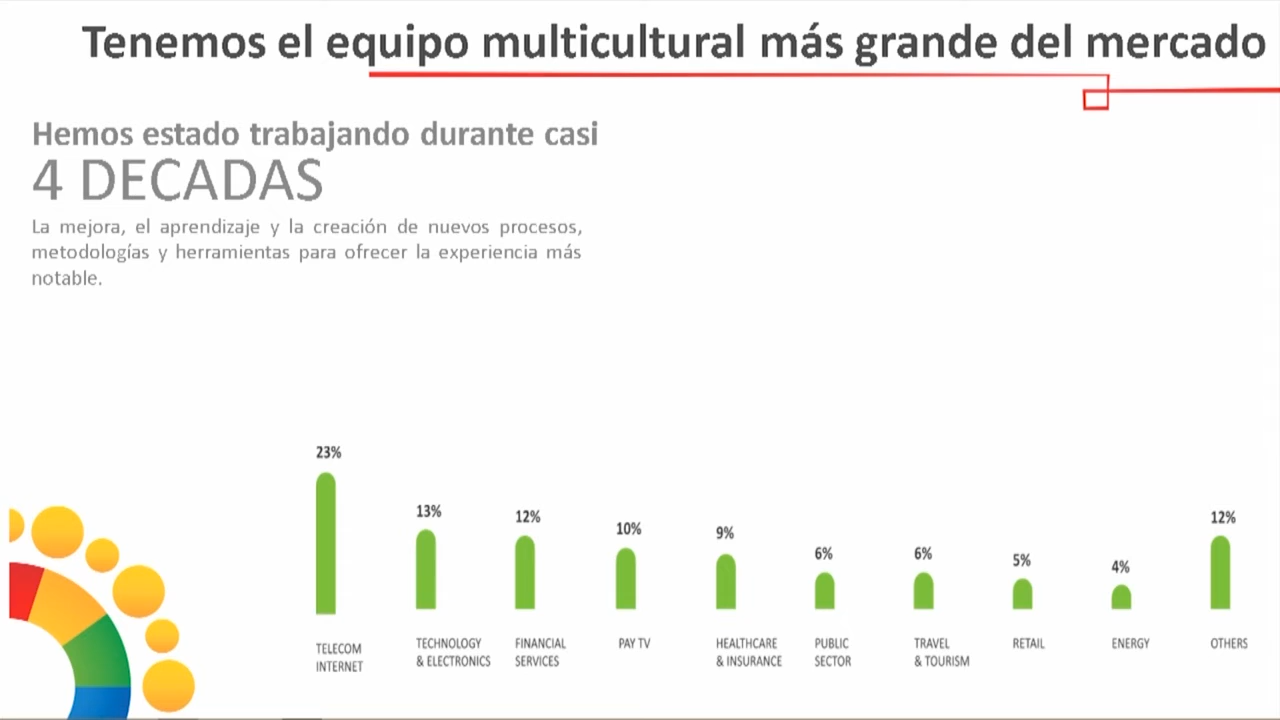 Tenemos el equipo multicultural más grande del mercado
Hemos estado trabajando durante casi
4 DECADAS
La mejora, el aprendizaje y la creación de nuevos procesos,
metodologías y herramientas para ofrecer la experiencia más
notable.
23%
13%
12%
10%
9%
6%
6%
5%
4%
12%
TELECOM
INTERNET
TECHNOLOGY
& ELECTRONICS
FINANCIAL
SERVICES
PAY TV
HEALTHCARE
& INSURANCE
PUBLIC
SECTOR
TRAVEL
& TOURISM
RETAIL
ENERGY
OTHERS